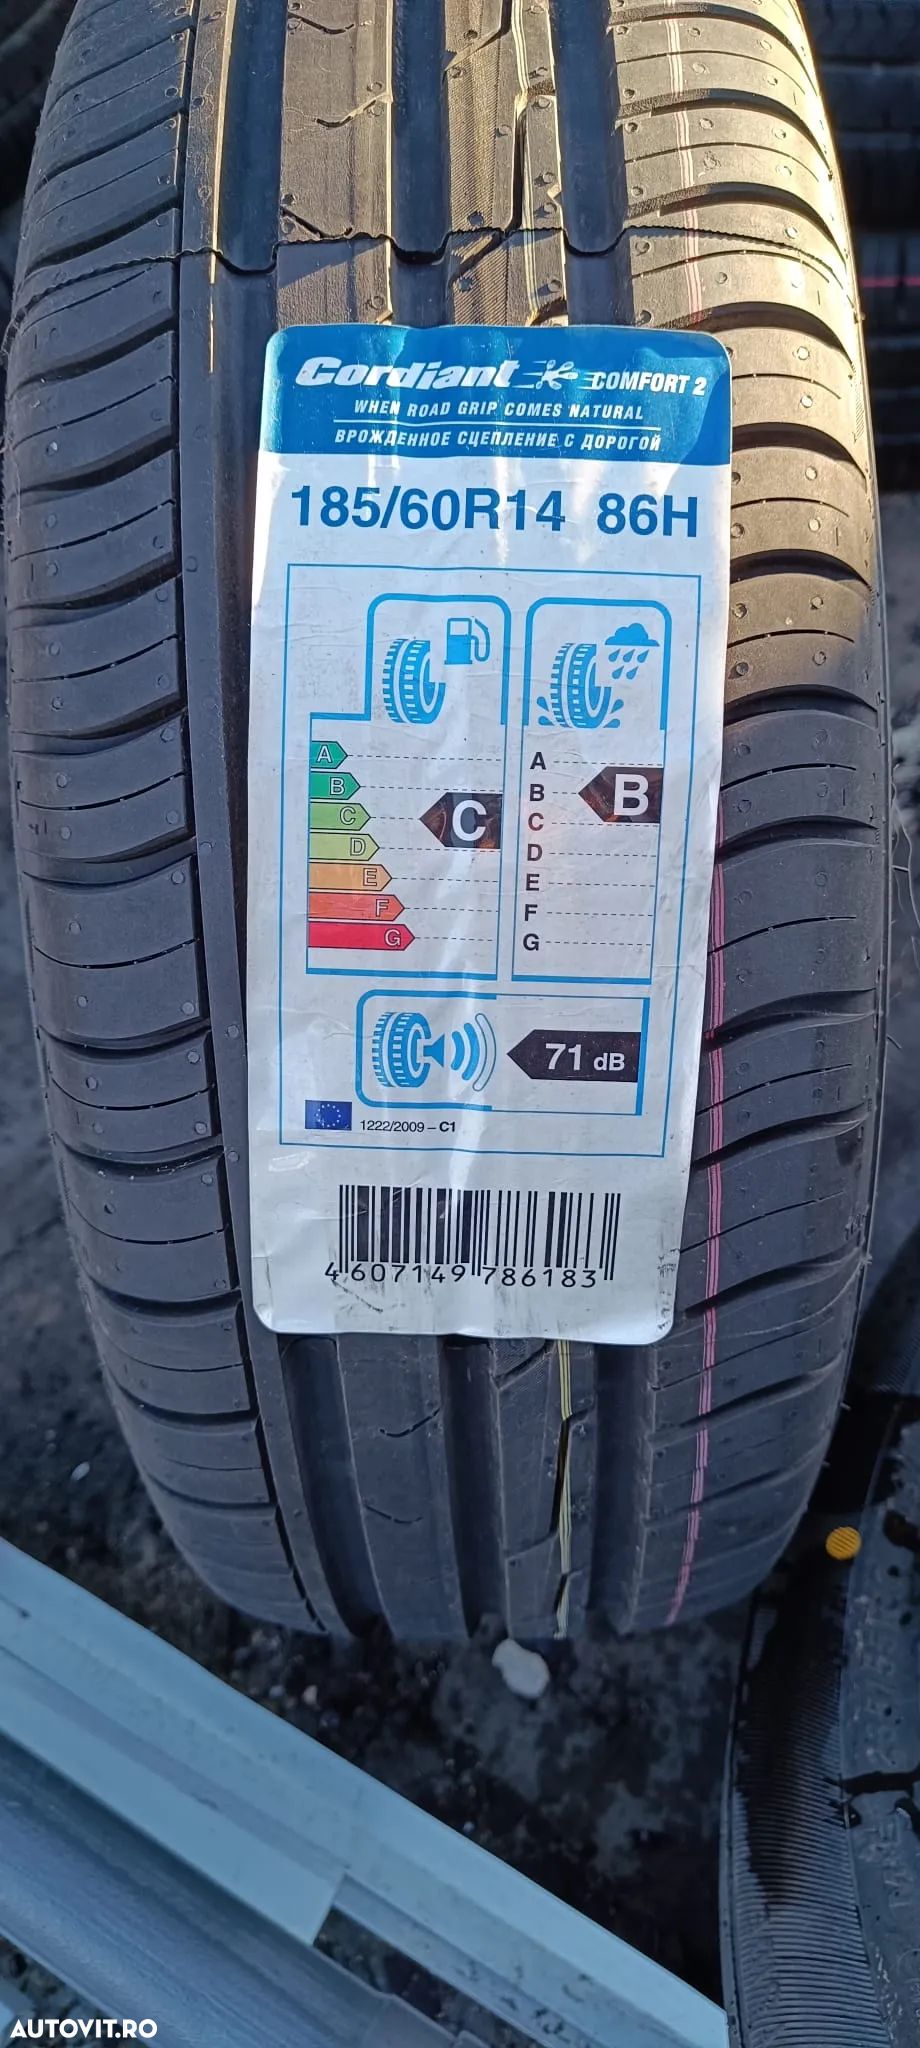 Cordiant COMFORT 2
WHEN ROAD GRIP COMES NATURAL
ВРОЖДЕННОЕ СЦЕПЛЕНИЕ С ДОРОГОЙ
185/60R14 86H
A
B
C
D
E
F
G
C
A
B
C
D
E
F
G
B
71 dB
1222/2009 – C1
4 607149 786183
AUTOVIT.RO